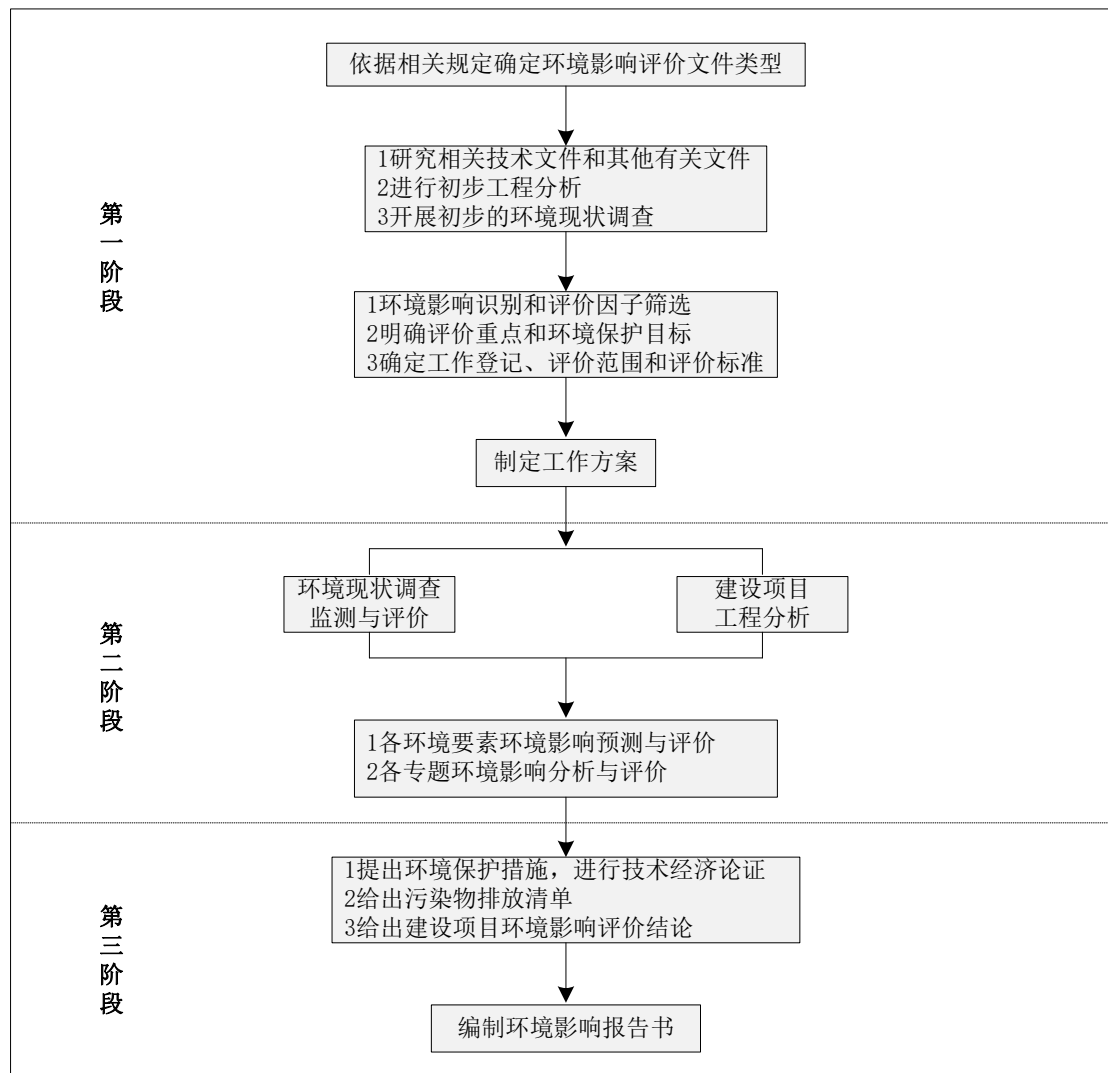 依据相关规定确定环境影响评价文件类型
1研究相关技术文件和其他有关文件
2进行初步工程分析
3开展初步的环境现状调查
第一阶段
1环境影响识别和评价因子筛选
2明确评价重点和环境保护目标
3确定工作登记、评价范围和评价标准
制定工作方案
环境现状调查
监测与评价
建设项目
工程分析
第二阶段
1各环境要素环境影响预测与评价
2各专题环境影响分析与评价
1提出环境保护措施，进行技术经济论证
2给出污染物排放清单
3给出建设项目环境影响评价结论
第三阶段
编制环境影响报告书